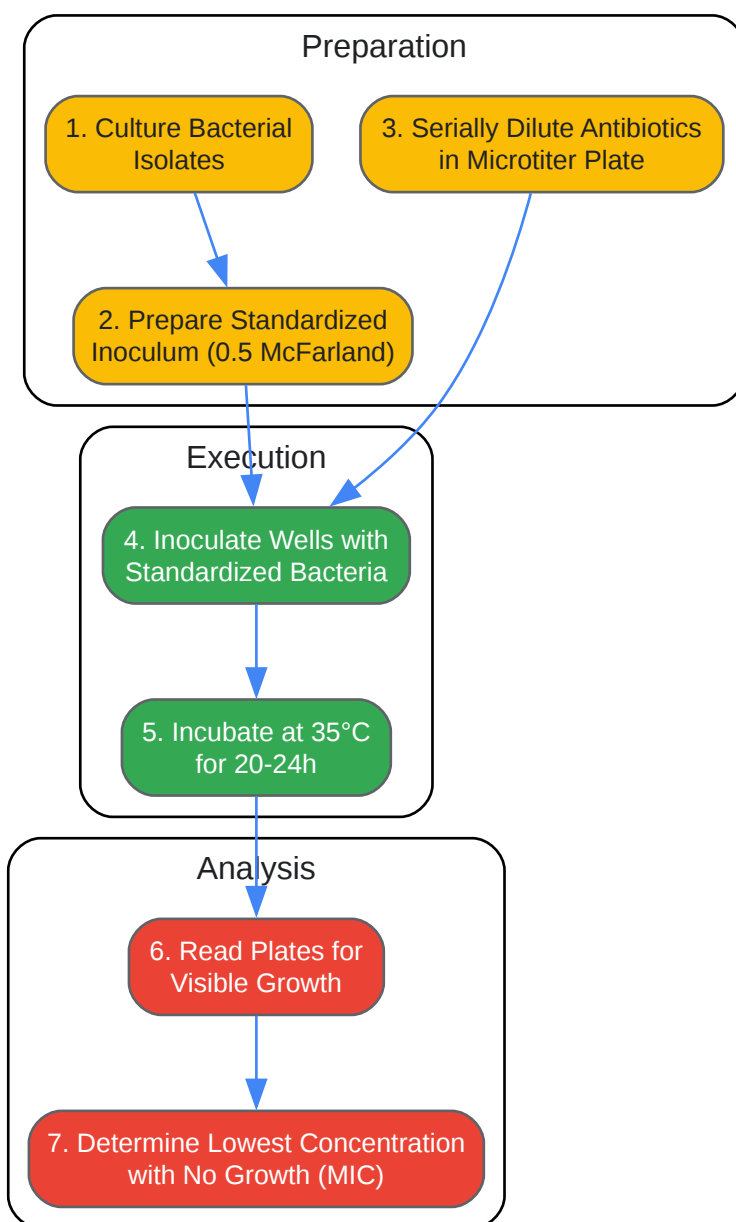 Preparation
1. Culture Bacterial
Isolates
3. Serially Dilute Antibiotics
in Microtiter Plate
2. Prepare Standardized
Inoculum (0.5 McFarland)
Execution
4. Inoculate Wells with
Standardized Bacteria
5. Incubate at 35°C
for 20-24h
Analysis
6. Read Plates for
Visible Growth
7. Determine Lowest Concentration
with No Growth (MIC)